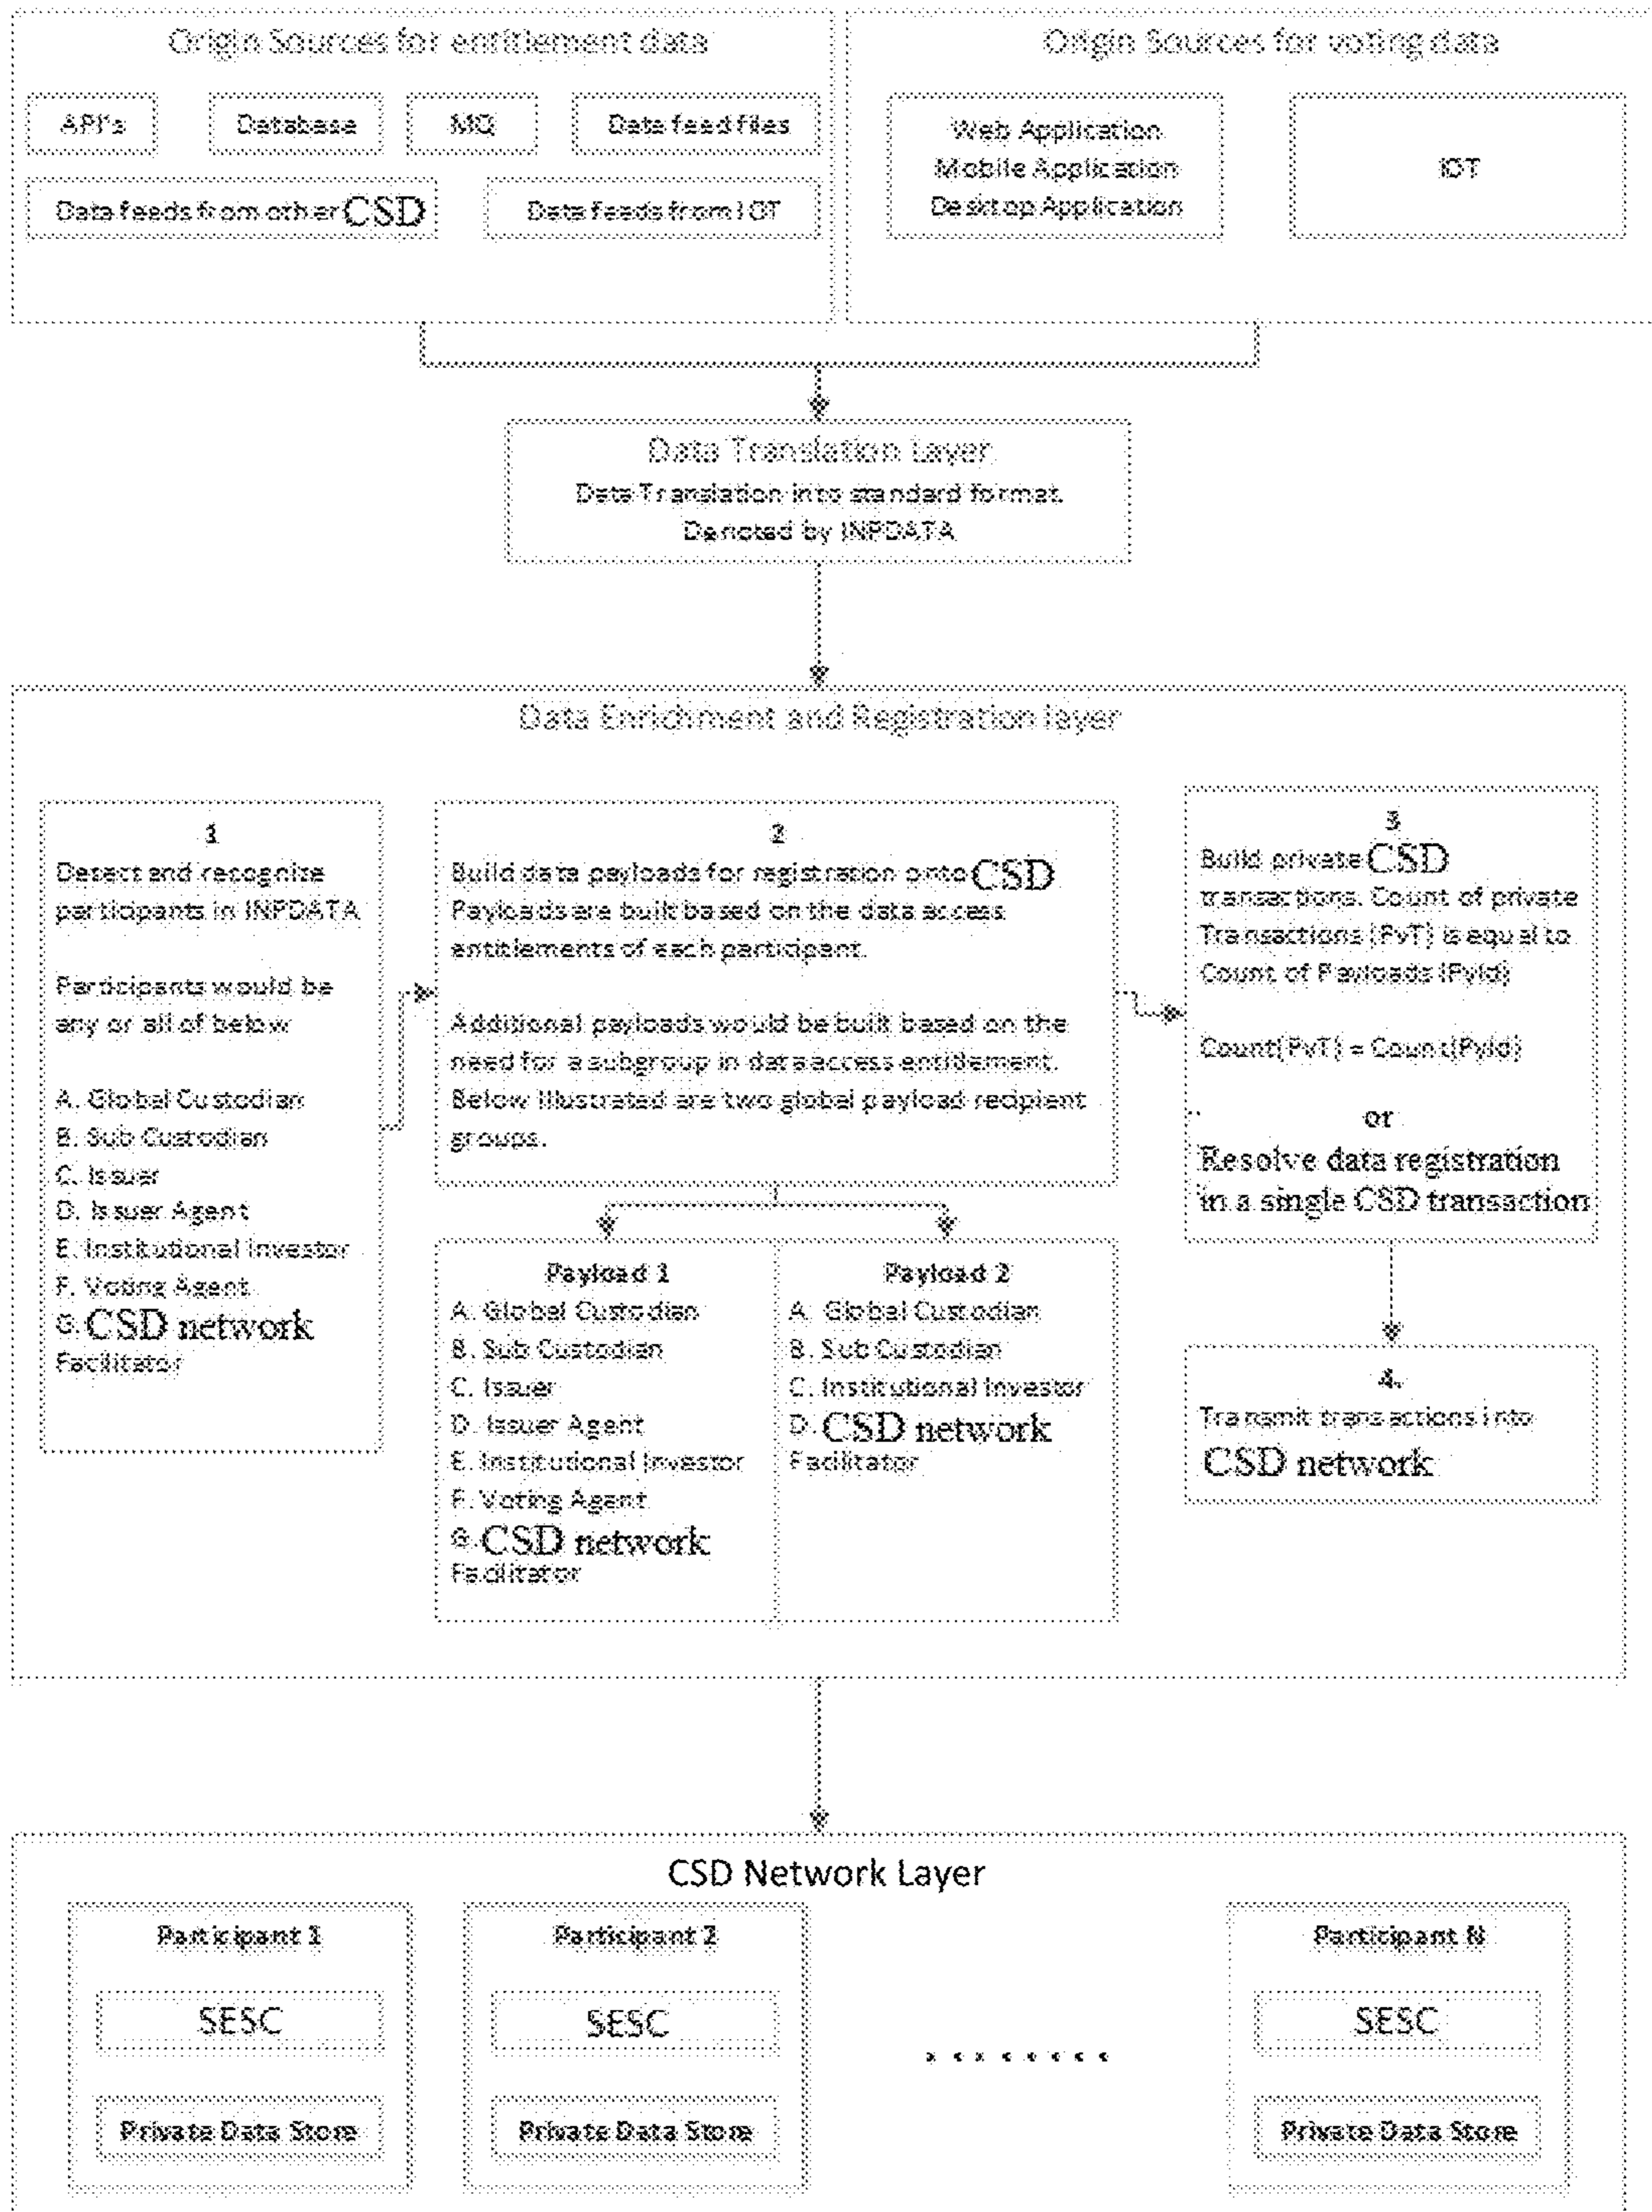 Origin Sources for entitlement data
API's
Database
MQ
Data feed files
Data feeds from other CSD
Data feeds from IOT
Origin Sources for voting data
Web Application
Mobile Application
Desktop Application
IOT
Data Translation Layer
Data Translation into standard format.
Denoted by INPDATA
Data Enrichment and Registration layer
1
Detect and recognize
participants in INPDATA
Participants would be
any or all of below
A. Global Custodian
B. Sub Custodian
C. Issuer
D. Issuer Agent
E. Institutional Investor
F. Voting Agent
G. CSD network
Facilitator
2
Build data payloads for registration onto CSD
Payloads are built based on the data access
entitlements of each participant.
Additional payloads would be built based on the
need for a subgroup in data access entitlement.
Below illustrated are two global payload recipient
groups.
Payload 1
A. Global Custodian
B. Sub Custodian
C. Issuer
D. Issuer Agent
E. Institutional Investor
F. Voting Agent
G. CSD network
Facilitator
Payload 2
A. Global Custodian
B. Sub Custodian
C. Institutional Investor
D. CSD network
Facilitator
3
Build private CSD
transactions. Count of private
Transactions (PvT) is equal to
Count of Payloads (Pyld)
Count(PvT) = Count(Pyld)
or
Resolve data registration
in a single CSD transaction
4.
Transmit transactions into
CSD network
CSD Network Layer
Participant 1
SESC
Private Data Store
Participant 2
SESC
Private Data Store
........
Participant N
SESC
Private Data Store